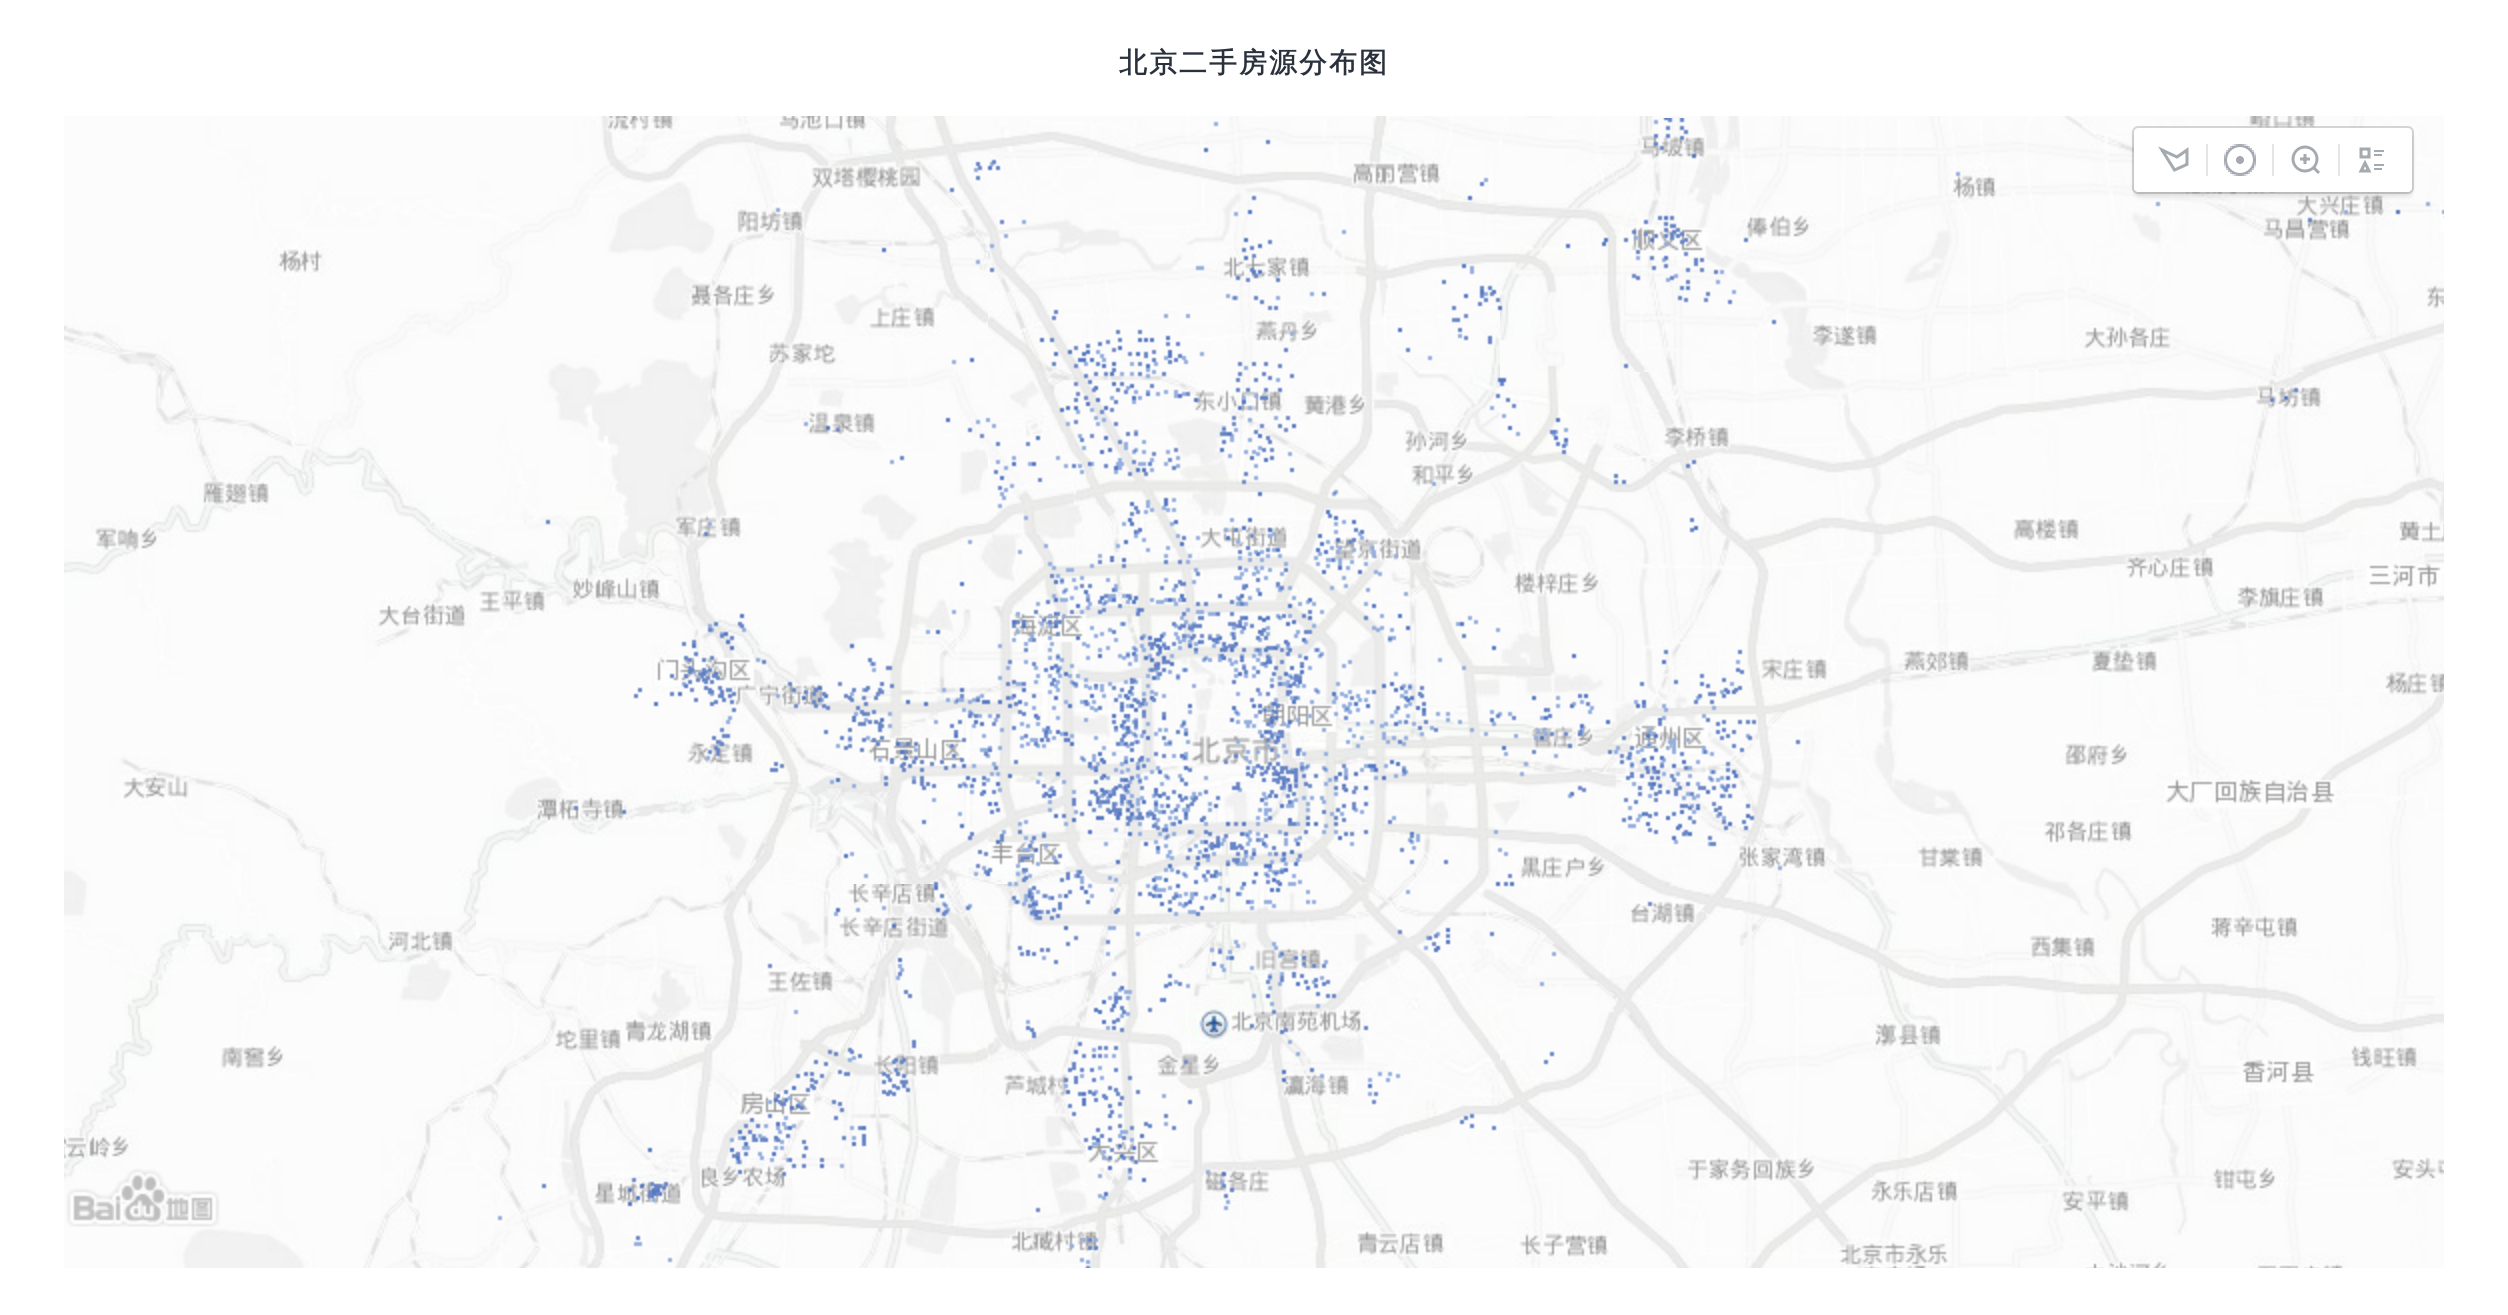 北京二手房源分布图
流村镇
马池口镇
马坡镇
高丽营镇
双塔樱桃园
杨镇
大兴庄镇
阳坊镇
俸伯乡
马昌营镇
顺义区
杨村
北七家镇
聂各庄乡
上庄镇
燕丹乡
李遂镇
大孙各庄
苏家坨
马坊镇
东小口镇
黄港乡
温泉镇
孙河乡
李桥镇
和平乡
雁翅镇
军庄镇
军响乡
大屯街道
望京街道
高楼镇
齐心庄镇
三河市
楼梓庄乡
妙峰山镇
王平镇
大台街道
李旗庄镇
海淀区
门头沟区
广宁街道
宋庄镇
燕郊镇
夏垫镇
杨庄镇
朝阳区
北京市
石景山区
管庄乡
通州区
永定镇
邵府乡
大安山
潭柘寺镇
大厂回族自治县
祁各庄镇
丰台区
黑庄户乡
张家湾镇
甘棠镇
长辛店镇
长辛店街道
台湖镇
蒋辛屯镇
河北镇
西集镇
旧宫镇
王佐镇
北京南苑机场
坨里镇
青龙湖镇
漷县镇
南窖乡
长阳镇
金星乡
芦城村
瀛海镇
香河县
钱旺镇
房山区
云岭乡
大兴区
良乡农场
星城街道
磁各庄
于家务回族乡
永乐店镇
安平镇
钳屯乡
Bai du 地图
北臧村镇
青云店镇
长子营镇
北京市永乐